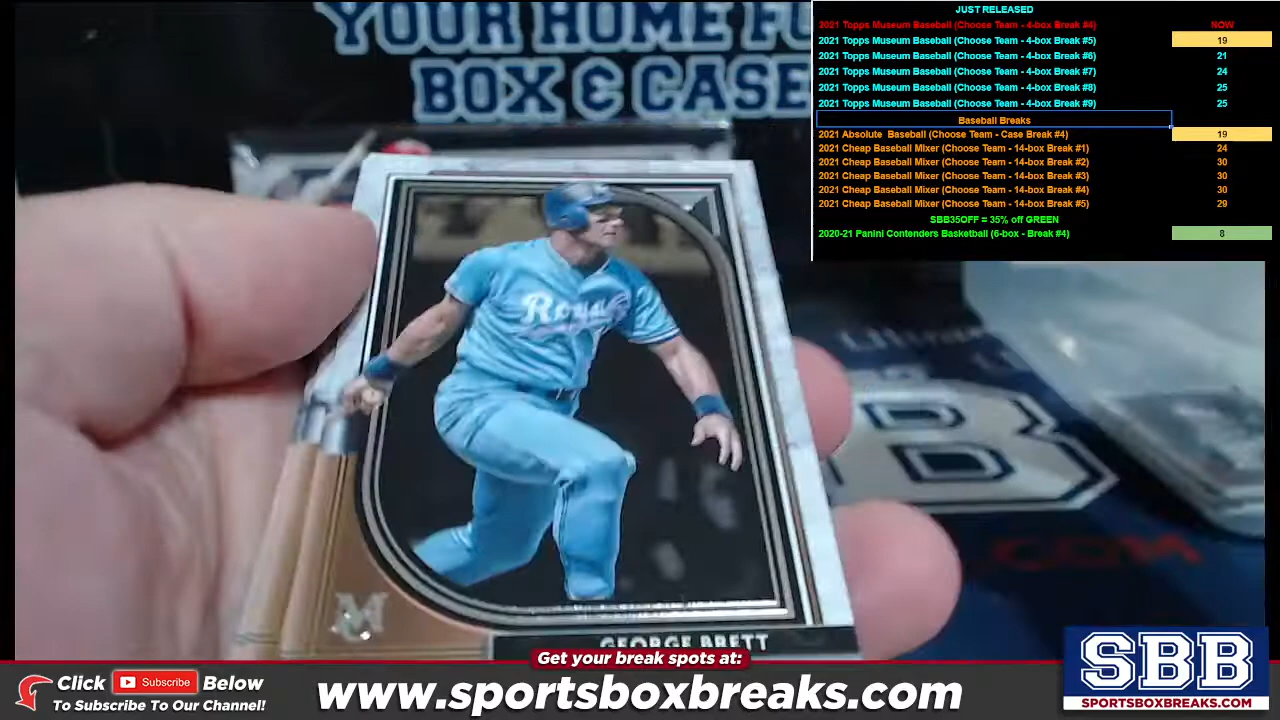 YOUR HOME FO
BOX & CASE
JUST RELEASED
2021 Topps Museum Baseball (Choose Team - 4-box Break #4) NOW
2021 Topps Museum Baseball (Choose Team - 4-box Break #5) 19
2021 Topps Museum Baseball (Choose Team - 4-box Break #6) 21
2021 Topps Museum Baseball (Choose Team - 4-box Break #7) 24
2021 Topps Museum Baseball (Choose Team - 4-box Break #8) 25
2021 Topps Museum Baseball (Choose Team - 4-box Break #9) 25
Baseball Breaks
2021 Absolute Baseball (Choose Team - Case Break #4) 19
2021 Cheap Baseball Mixer (Choose Team - 14-box Break #1) 24
2021 Cheap Baseball Mixer (Choose Team - 14-box Break #2) 30
2021 Cheap Baseball Mixer (Choose Team - 14-box Break #3) 30
2021 Cheap Baseball Mixer (Choose Team - 14-box Break #4) 30
2021 Cheap Baseball Mixer (Choose Team - 14-box Break #5) 29
SBB35OFF = 35% off GREEN
2020-21 Panini Contenders Basketball (6-box - Break #4) 8
Royals
M
GEORGE BRETT
B
.COM
Get your break spots at:
Click Subscribe Below
To Subscribe To Our Channel!
www.sportsboxbreaks.com
SBB
SPORTSBOXBREAKS.COM